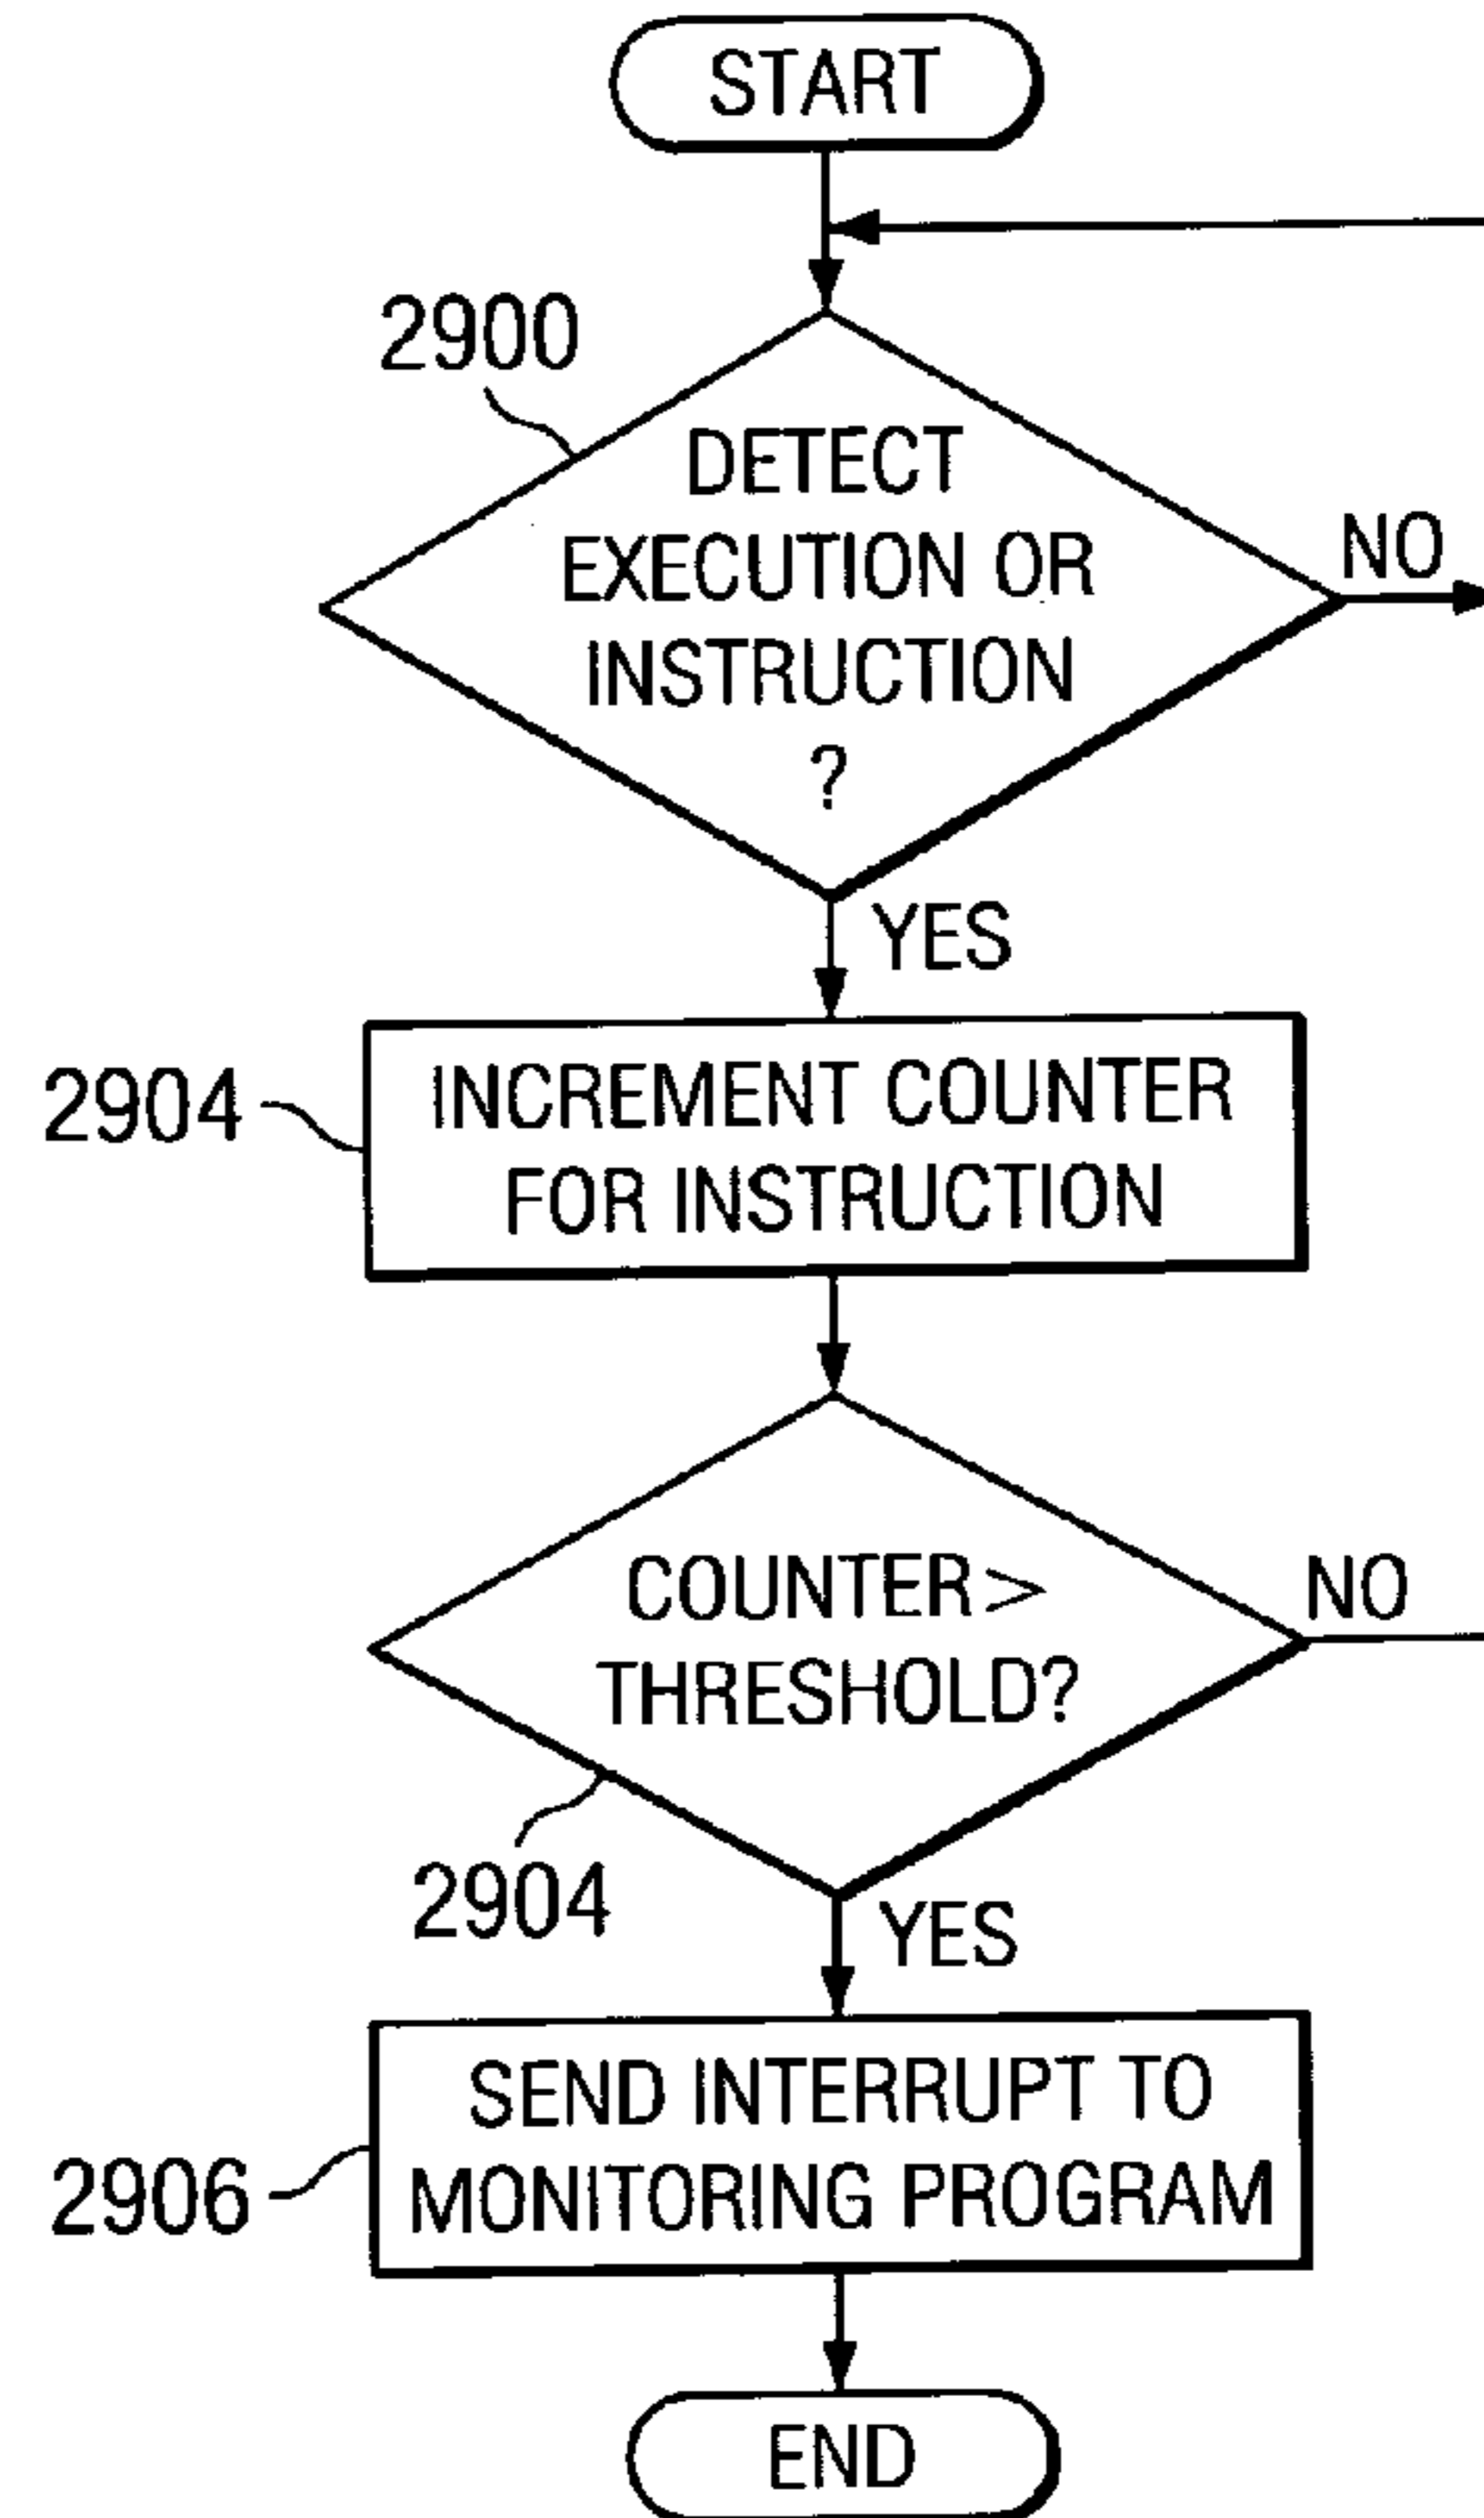 START
2900
DETECT
EXECUTION OR
INSTRUCTION
?
NO
YES
2904
INCREMENT COUNTER
FOR INSTRUCTION
COUNTER>
THRESHOLD?
NO
2904
YES
SEND INTERRUPT TO
MONITORING PROGRAM
2906
END